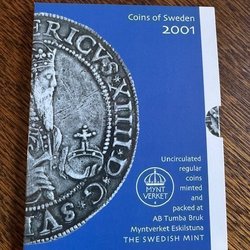 Coins of Sweden
2001
ERICVS·XIIII·D·G·SV
MYNT
VERKET
Uncirculated
regular
coins
minted
and
packed at
AB Tumba Bruk
Myntverket Eskilstuna
THE SWEDISH MINT